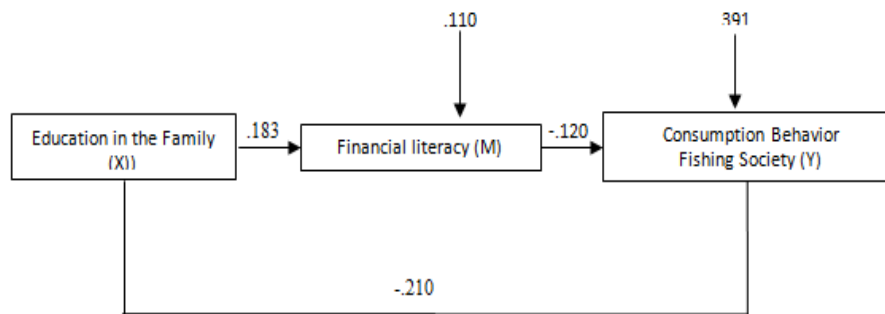 .110
.391
Education in the Family
(X))
.183
Financial literacy (M)
-.120
Consumption Behavior
Fishing Society (Y)
-.210